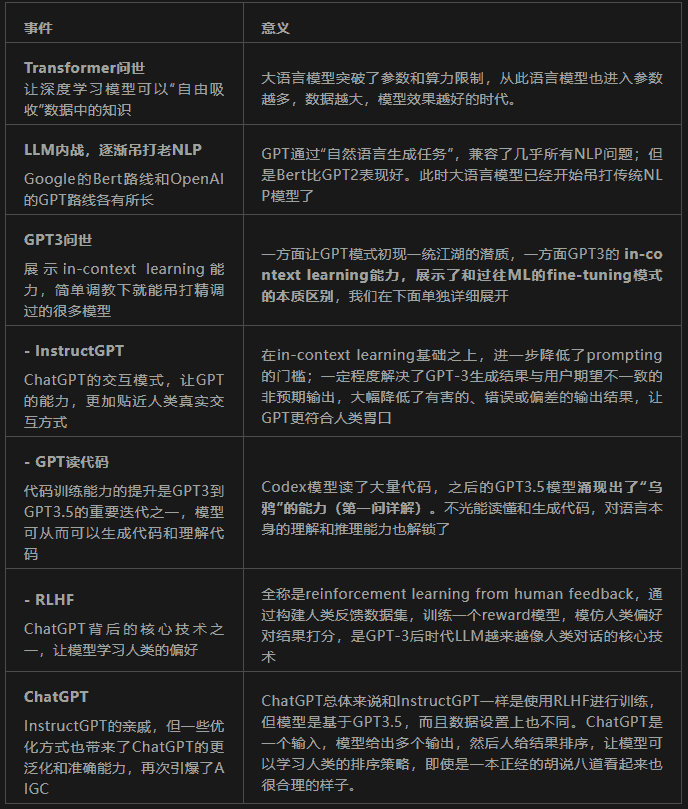 事件
意义
Transformer问世
让深度学习模型可以“自由吸
收”数据中的知识
大语言模型突破了参数和算力限制，从此语言模型也进入参数
越多，数据越大，模型效果越好的时代。
LLM内战，逐渐吊打老NLP
Google的Bert路线和OpenAI
的GPT路线各有所长
GPT通过“自然语言生成任务”，兼容了几乎所有NLP问题；但
是Bert比GPT2表现好。此时大语言模型已经开始吊打传统NL
P模型了
GPT3问世
展示in-context learning能
力，简单调教下就能吊打精调
过的很多模型
一方面让GPT模式初现一统江湖的潜质，一方面GPT3的 in-co
ntext learning能力，展示了和过往ML的fine-tuning模式
的本质区别，我们在下面单独详细展开
- InstructGPT
ChatGPT的交互模式，让GPT
的能力，更加贴近人类真实交
互方式
在in-context learning基础之上，进一步降低了prompting
的门槛；一定程度解决了GPT-3生成结果与用户期望不一致的
非预期输出，大幅降低了有害的、错误或偏差的输出结果，让
GPT更符合人类胃口
- GPT读代码
代码训练能力的提升是GPT3到
GPT3.5的重要迭代之一，模型
可从而可以生成代码和理解代
码
Codex模型读了大量代码，之后的GPT3.5模型涌现出了“乌
鸦”的能力（第一问详解）。不光能读懂和生成代码，对语言本
身的理解和推理能力也解锁了
- RLHF
ChatGPT背后的核心技术之
一，让模型学习人类的偏好
全称是reinforcement learning from human feedback，通
过构建人类反馈数据集，训练一个reward模型，模仿人类偏好
对结果打分，是GPT-3后时代LLM越来越像人类对话的核心技
术
ChatGPT
InstructGPT的亲戚，但一些优
化方式也带来了ChatGPT的更
泛化和准确能力，再次引爆了A
IGC
ChatGPT总体来说和InstructGPT一样是使用RLHF进行训练，
但模型是基于GPT3.5，而且数据设置上也不同。ChatGPT是
一个输入，模型给出多个输出，然后人给结果排序，让模型可
以学习人类的排序策略，即使是一本正经的胡说八道看起来也
很合理的样子。